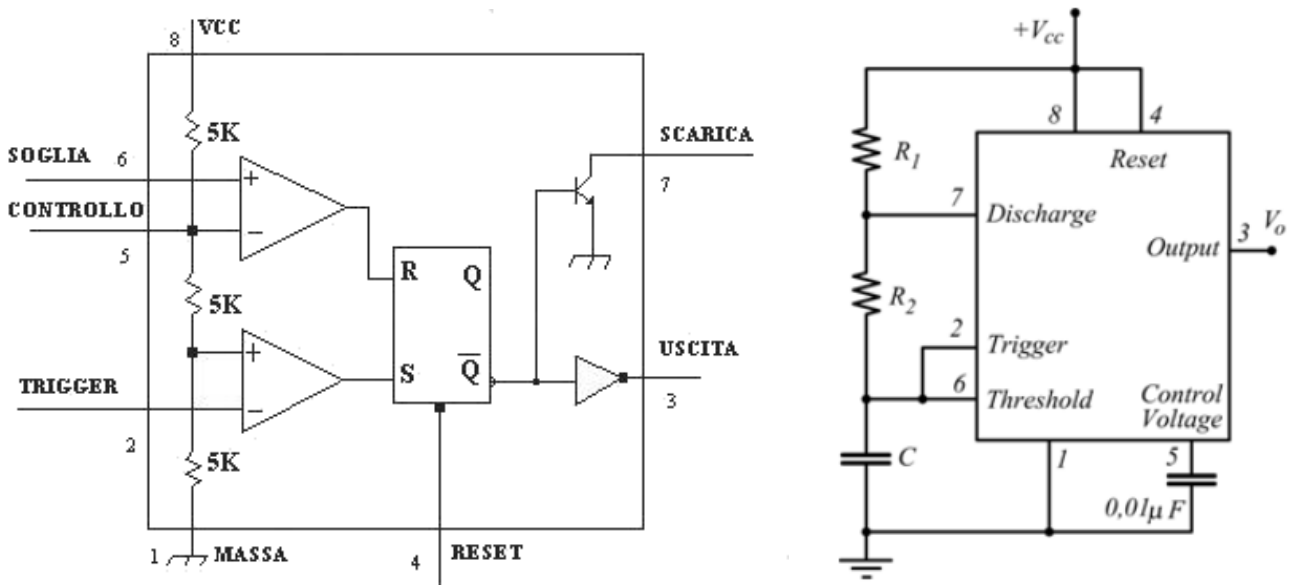 VCC
8
5K
SOGLIA 6
+
CONTROLLO
−
5
5K
R Q
SCARICA
7
+
S Q̅
USCITA
3
TRIGGER
−
2
5K
1 MASSA
4 RESET
+Vcc
8 4
R1
Reset
7 Discharge
3 Vo
Output
R2
2 Trigger
6 Threshold
Control
Voltage
C
1 5
0,01μF